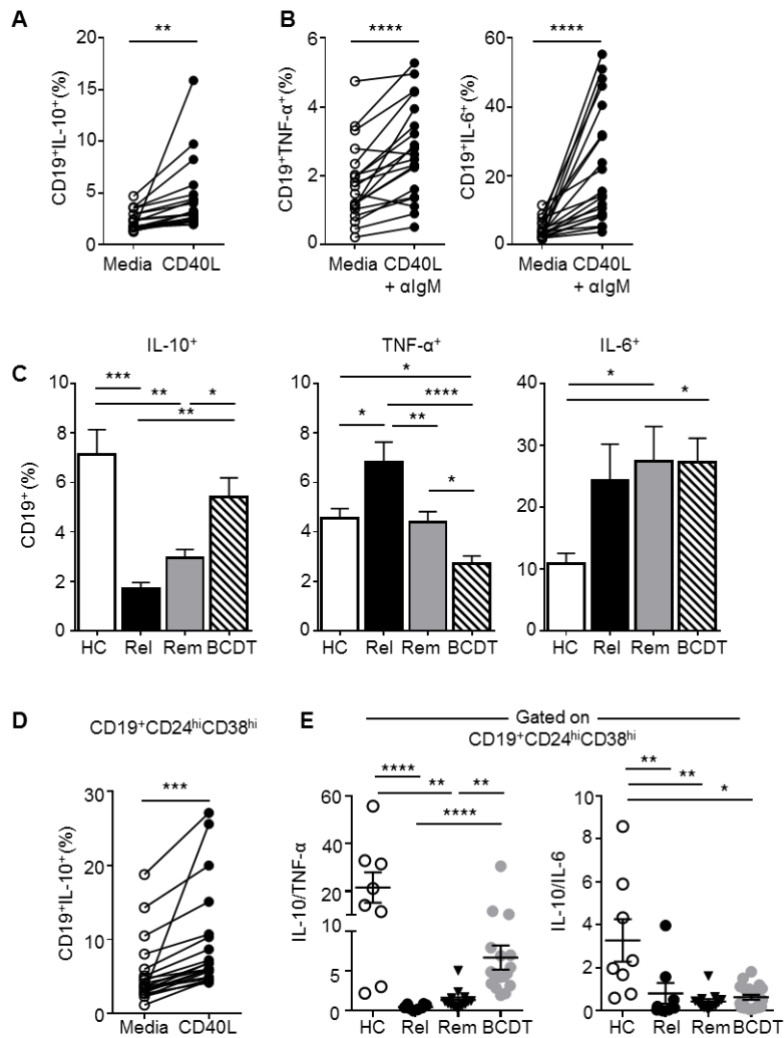 A
**
CD19⁺IL-10⁺ (%)
20
15
10
5
0
Media CD40L
B
****
CD19⁺TNF-α⁺ (%)
6
4
2
0
Media CD40L
+ αIgM
****
CD19⁺IL-6⁺ (%)
60
40
20
0
Media CD40L
+ αIgM
C
IL-10⁺
***
** *
**
CD19⁺ (%)
10
8
6
4
2
0
HC Rel Rem BCDT
TNF-α⁺
*
****
* **
*
10
8
6
4
2
0
HC Rel Rem BCDT
IL-6⁺
*
*
40
30
20
10
0
HC Rel Rem BCDT
D
CD19⁺CD24ʰⁱCD38ʰⁱ
***
CD19⁺IL-10⁺ (%)
30
20
10
5
0
Media CD40L
E
Gated on
CD19⁺CD24ʰⁱCD38ʰⁱ
****
** **
****
IL-10/TNF-α
60
40
20
10
5
0
HC Rel Rem BCDT
**
**
*
IL-10/IL-6
10
8
6
4
2
0
HC Rel Rem BCDT